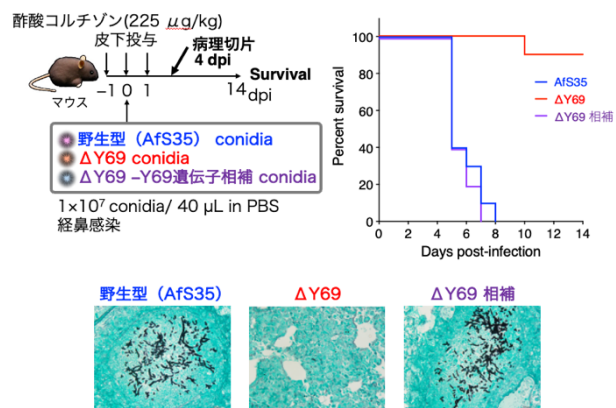 酢酸コルチゾン(225 μg/kg)
皮下投与
病理切片
4 dpi
Survival
−1 0 1
14
dpi
マウス
野生型（AfS35） conidia
ΔY69 conidia
ΔY69 −Y69遺伝子相補 conidia
1×10⁷ conidia/ 40 μL in PBS
経鼻感染
Percent survival
100
80
60
40
20
0
0 2 4 6 8 10 12 14
Days post-infection
AfS35
ΔY69
ΔY69 相補
野生型（AfS35）
ΔY69
ΔY69 相補